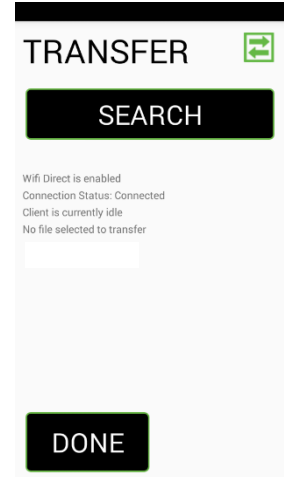 TRANSFER
SEARCH
Wifi Direct is enabled
Connection Status: Connected
Client is currently idle
No file selected to transfer
DONE